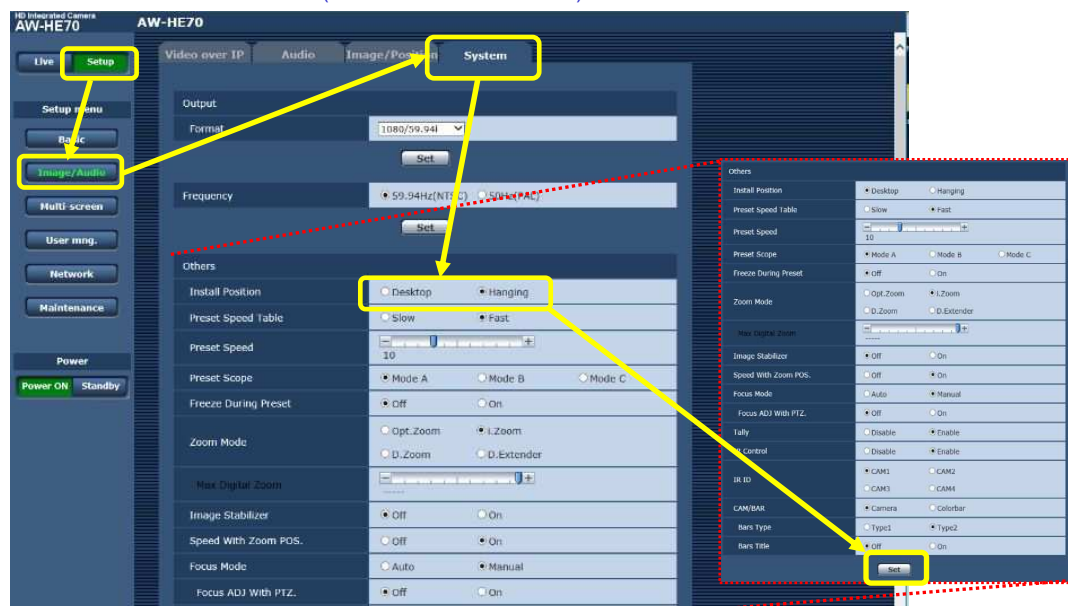 HD Integrated Camera
AW-HE70
AW-HE70
Live Setup
Video over IP Audio Image/Position System
Setup menu
Basic
Image/Audio
Multi-screen
User mng.
Network
Maintenance
Power
Power ON Standby
Output
Format 1080/59.94i
Set
Frequency 59.94Hz(NTSC) 50Hz(PAL)
Set
Others
Install Position Desktop Hanging
Preset Speed Table Slow Fast
Preset Speed - +
10
Preset Scope Mode A Mode B Mode C
Freeze During Preset Off On
Zoom Mode Opt.Zoom i.Zoom
D.Zoom D.Extender
Max Digital Zoom - +
-----
Image Stabilizer Off On
Speed With Zoom POS. Off On
Focus Mode Auto Manual
Focus ADJ With PTZ. Off On
Others
Install Position Desktop Hanging
Preset Speed Table Slow Fast
Preset Speed - +
10
Preset Scope Mode A Mode B Mode C
Freeze During Preset Off On
Zoom Mode Opt.Zoom i.Zoom
D.Zoom D.Extender
Max Digital Zoom - +
-----
Image Stabilizer Off On
Speed With Zoom POS. Off On
Focus Mode Auto Manual
Focus ADJ With PTZ. Off On
Tally Disable Enable
Control Disable Enable
IR ID CAM1 CAM2
CAM3 CAM4
CAM/BAR Camera Colorbar
Bars Type Type1 Type2
Bars Title Off On
Set